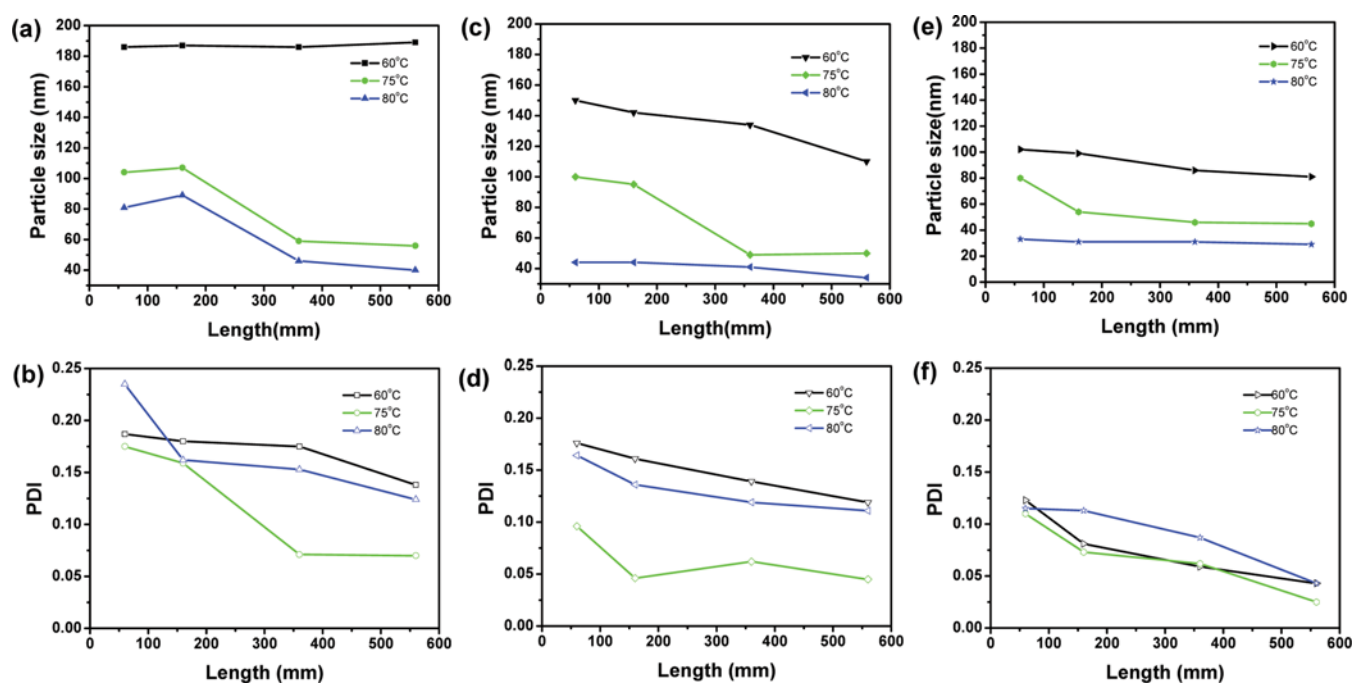 (a)
200
180
160
140
120
100
80
60
40
Particle size (nm)
60°C
75°C
80°C
0 100 200 300 400 500 600
Length(mm)
(c)
200
180
160
140
120
100
80
60
40
Particle size (nm)
60°C
75°C
80°C
0 100 200 300 400 500 600
Length(mm)
(e)
200
180
160
140
120
100
80
60
40
20
0
Particle size(nm)
60°C
75°C
80°C
0 100 200 300 400 500 600
Length (mm)
(b)
0.25
0.20
0.15
0.10
0.05
0.00
PDI
60°C
75°C
80°C
0 100 200 300 400 500 600
Length (mm)
(d)
0.25
0.20
0.15
0.10
0.05
0.00
PDI
60°C
75°C
80°C
0 100 200 300 400 500 600
Length (mm)
(f)
0.25
0.20
0.15
0.10
0.05
0.00
PDI
60°C
75°C
80°C
0 100 200 300 400 500 600
Length (mm)